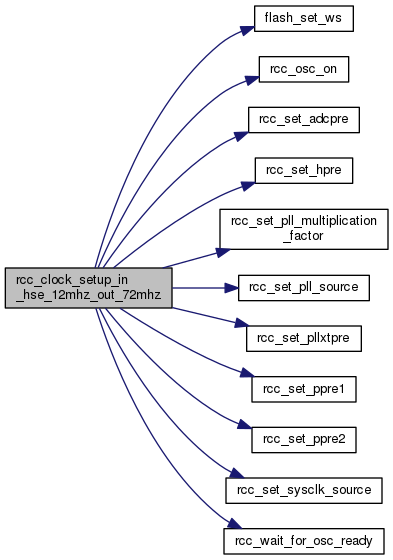 flash_set_ws
rcc_osc_on
rcc_set_adcpre
rcc_set_hpre
rcc_set_pll_multiplication
_factor
rcc_clock_setup_in
_hse_12mhz_out_72mhz
rcc_set_pll_source
rcc_set_pllxtpre
rcc_set_ppre1
rcc_set_ppre2
rcc_set_sysclk_source
rcc_wait_for_osc_ready